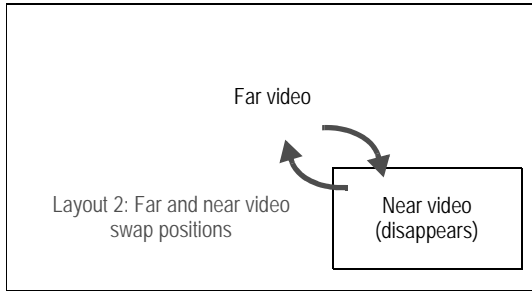 Far video
Layout 2: Far and near video
swap positions
Near video
(disappears)